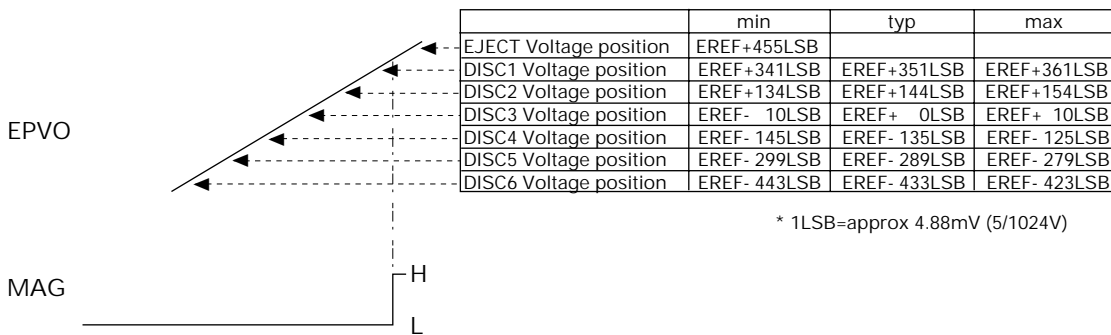 min typ max
EJECT Voltage position EREF+455LSB
DISC1 Voltage position EREF+341LSB EREF+351LSB EREF+361LSB
DISC2 Voltage position EREF+134LSB EREF+144LSB EREF+154LSB
EPVO
DISC3 Voltage position EREF- 10LSB EREF+ 0LSB EREF+ 10LSB
DISC4 Voltage position EREF- 145LSB EREF- 135LSB EREF- 125LSB
DISC5 Voltage position EREF- 299LSB EREF- 289LSB EREF- 279LSB
DISC6 Voltage position EREF- 443LSB EREF- 433LSB EREF- 423LSB
* 1LSB=approx 4.88mV (5/1024V)
H
MAG
L